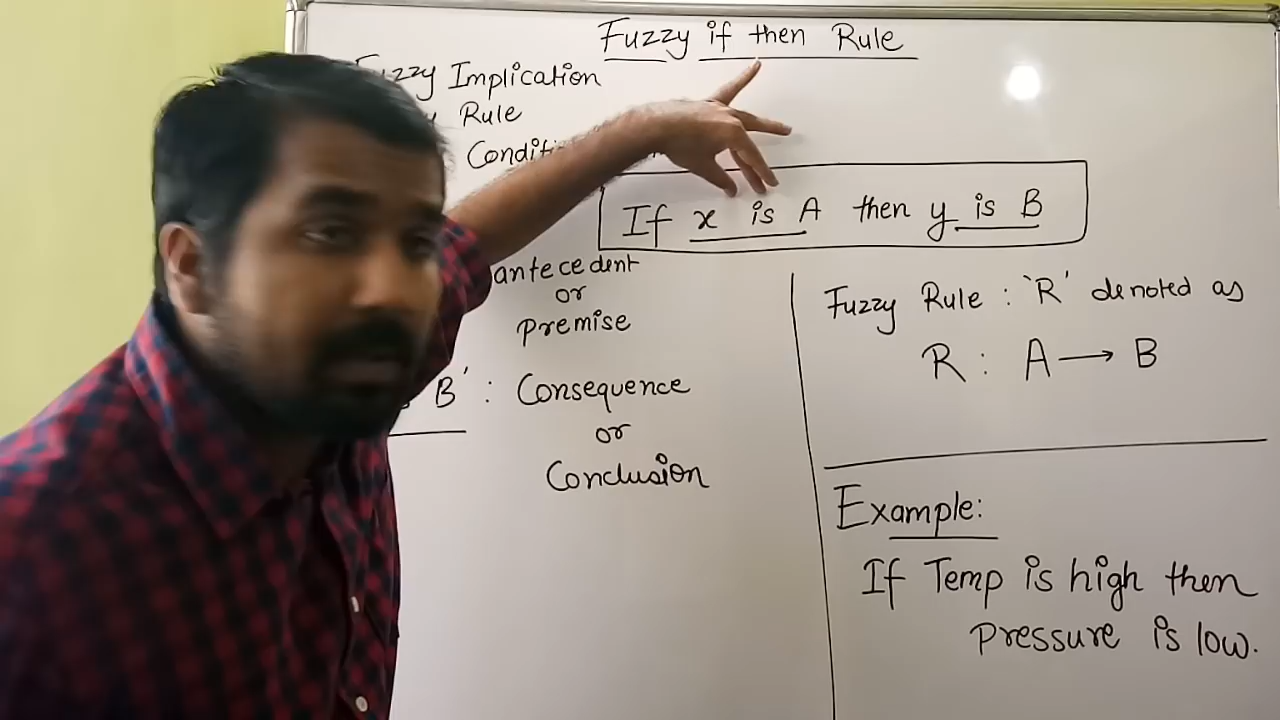 Fuzzy if then Rule
Fuzzy Implication
Rule
If x is A then y is B
antecedent
or
Premise
B' : Consequence
or
Conclusion
Fuzzy Rule : 'R' denoted as
R : A → B
Example:
If Temp is high then
Pressure is low.